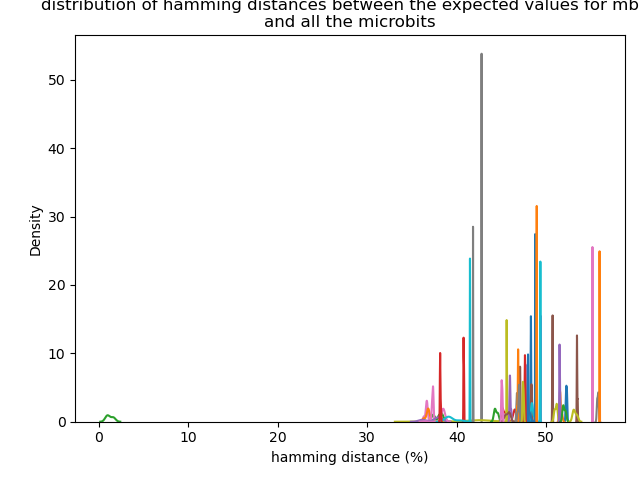 distribution of hamming distances between the expected values for mb
and all the microbits
50
40
30
20
10
0
Density
0 10 20 30 40 50
hamming distance (%)